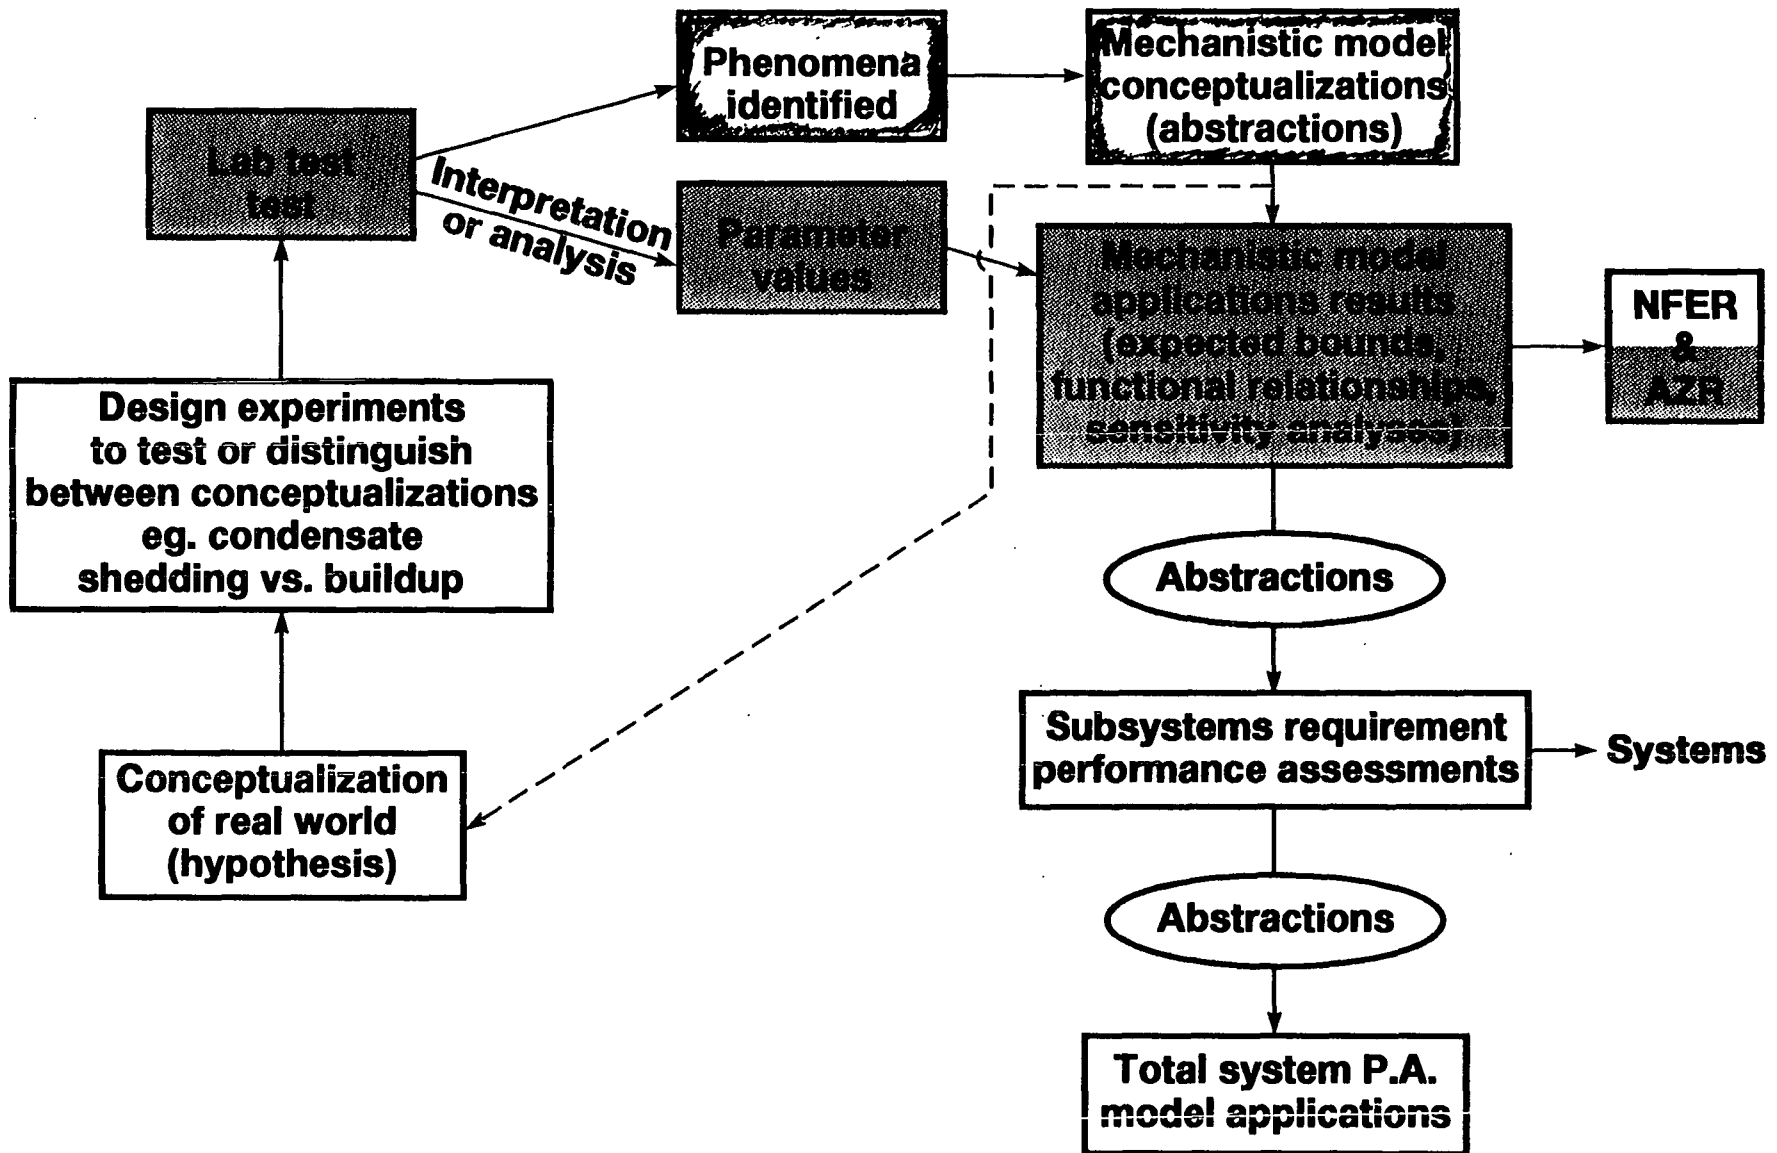 Phenomena
identified
Mechanistic model
conceptualizations
(abstractions)
Lab test
test
Interpretation
or analysis
Parameter
values
Mechanistic model
applications results
(expected bounds,
functional relationships,
sensitivity analyses)
NFER
&
AZR
Design experiments
to test or distinguish
between conceptualizations
eg. condensate
shedding vs. buildup
Abstractions
Subsystems requirement
performance assessments
Systems
Conceptualization
of real world
(hypothesis)
Abstractions
Total system P.A.
model applications